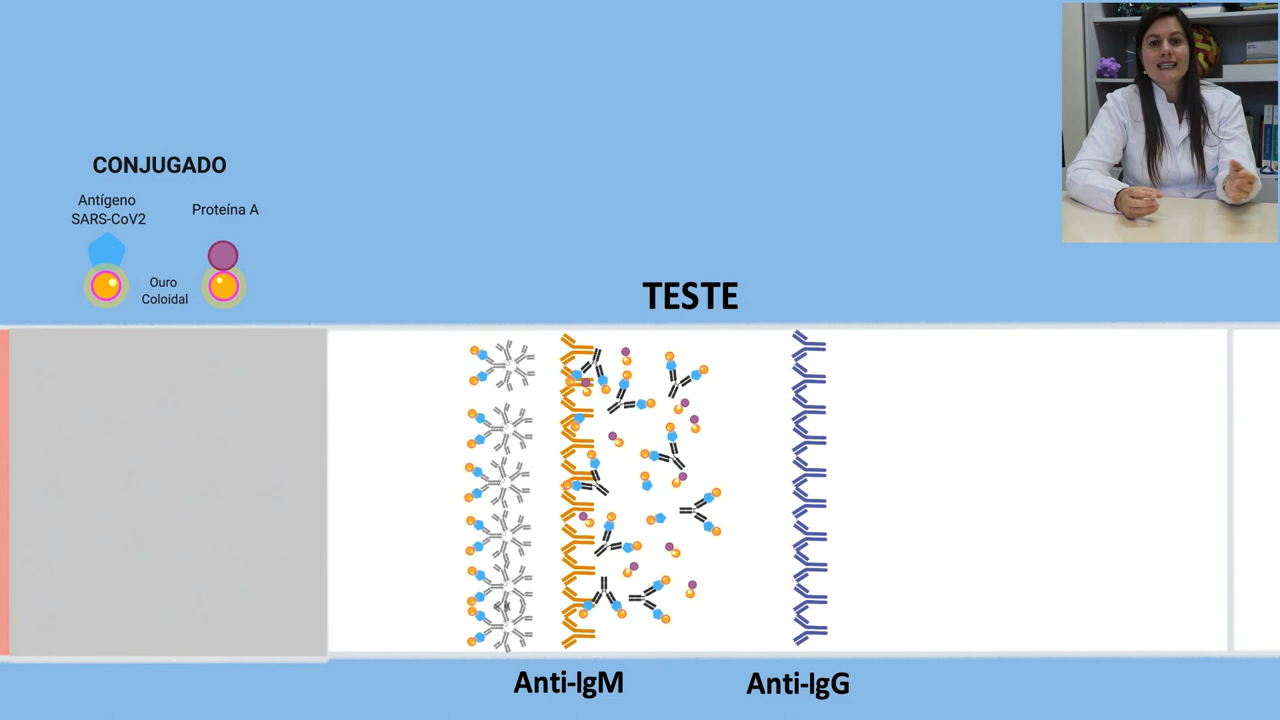 CONJUGADO
Antígeno
SARS-CoV2
Proteína A
Ouro
Coloidal
TESTE
Anti-IgM
Anti-IgG